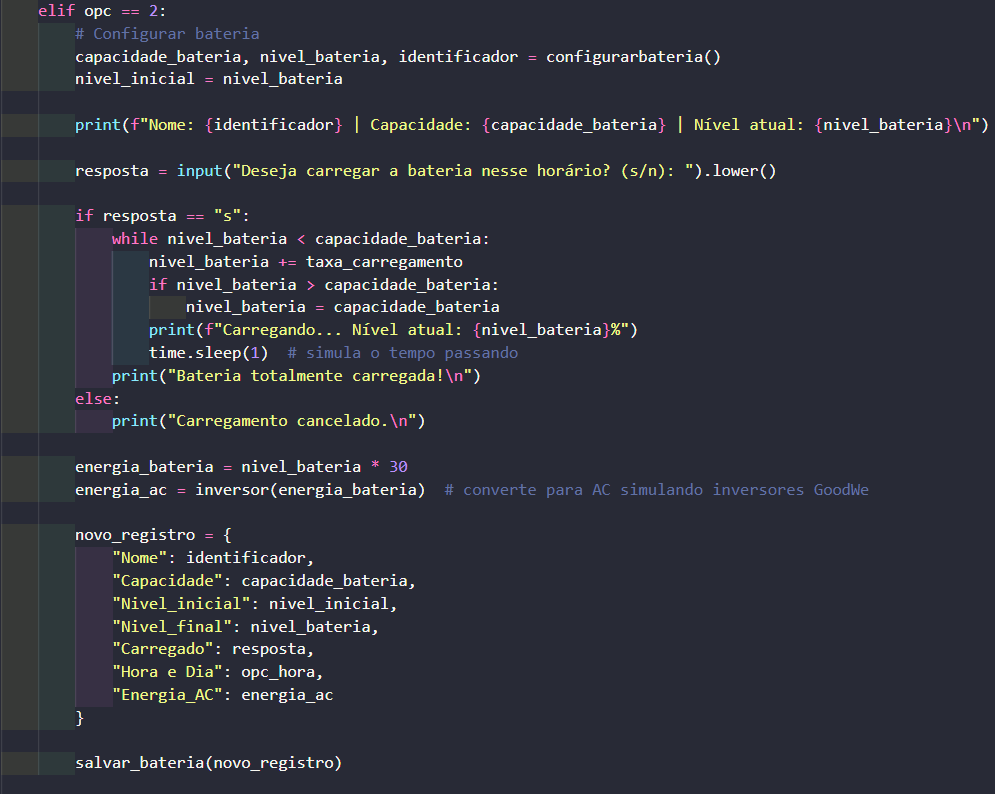 elif opc == 2:
# Configurar bateria
capacidade_bateria, nivel_bateria, identificador = configurarbateria()
nivel_inicial = nivel_bateria
print(f"Nome: {identificador} | Capacidade: {capacidade_bateria} | Nível atual: {nivel_bateria}\n")
resposta = input("Deseja carregar a bateria nesse horário? (s/n): ").lower()
if resposta == "s":
while nivel_bateria < capacidade_bateria:
nivel_bateria += taxa_carregamento
if nivel_bateria > capacidade_bateria:
nivel_bateria = capacidade_bateria
print(f"Carregando... Nível atual: {nivel_bateria}%")
time.sleep(1)  # simula o tempo passando
print("Bateria totalmente carregada!\n")
else:
print("Carregamento cancelado.\n")
energia_bateria = nivel_bateria * 30
energia_ac = inversor(energia_bateria)  # converte para AC simulando inversores GoodWe
novo_registro = {
"Nome": identificador,
"Capacidade": capacidade_bateria,
"Nivel_inicial": nivel_inicial,
"Nivel_final": nivel_bateria,
"Carregado": resposta,
"Hora e Dia": opc_hora,
"Energia_AC": energia_ac
}
salvar_bateria(novo_registro)